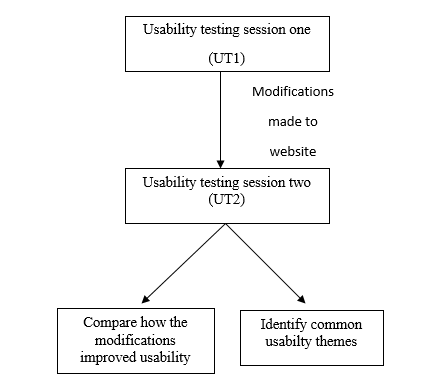 Usability testing session one
(UT1)
Modifications
made to
website
Usability testing session two
(UT2)
Compare how the
modifications
improved usability
Identify common
usabilty themes